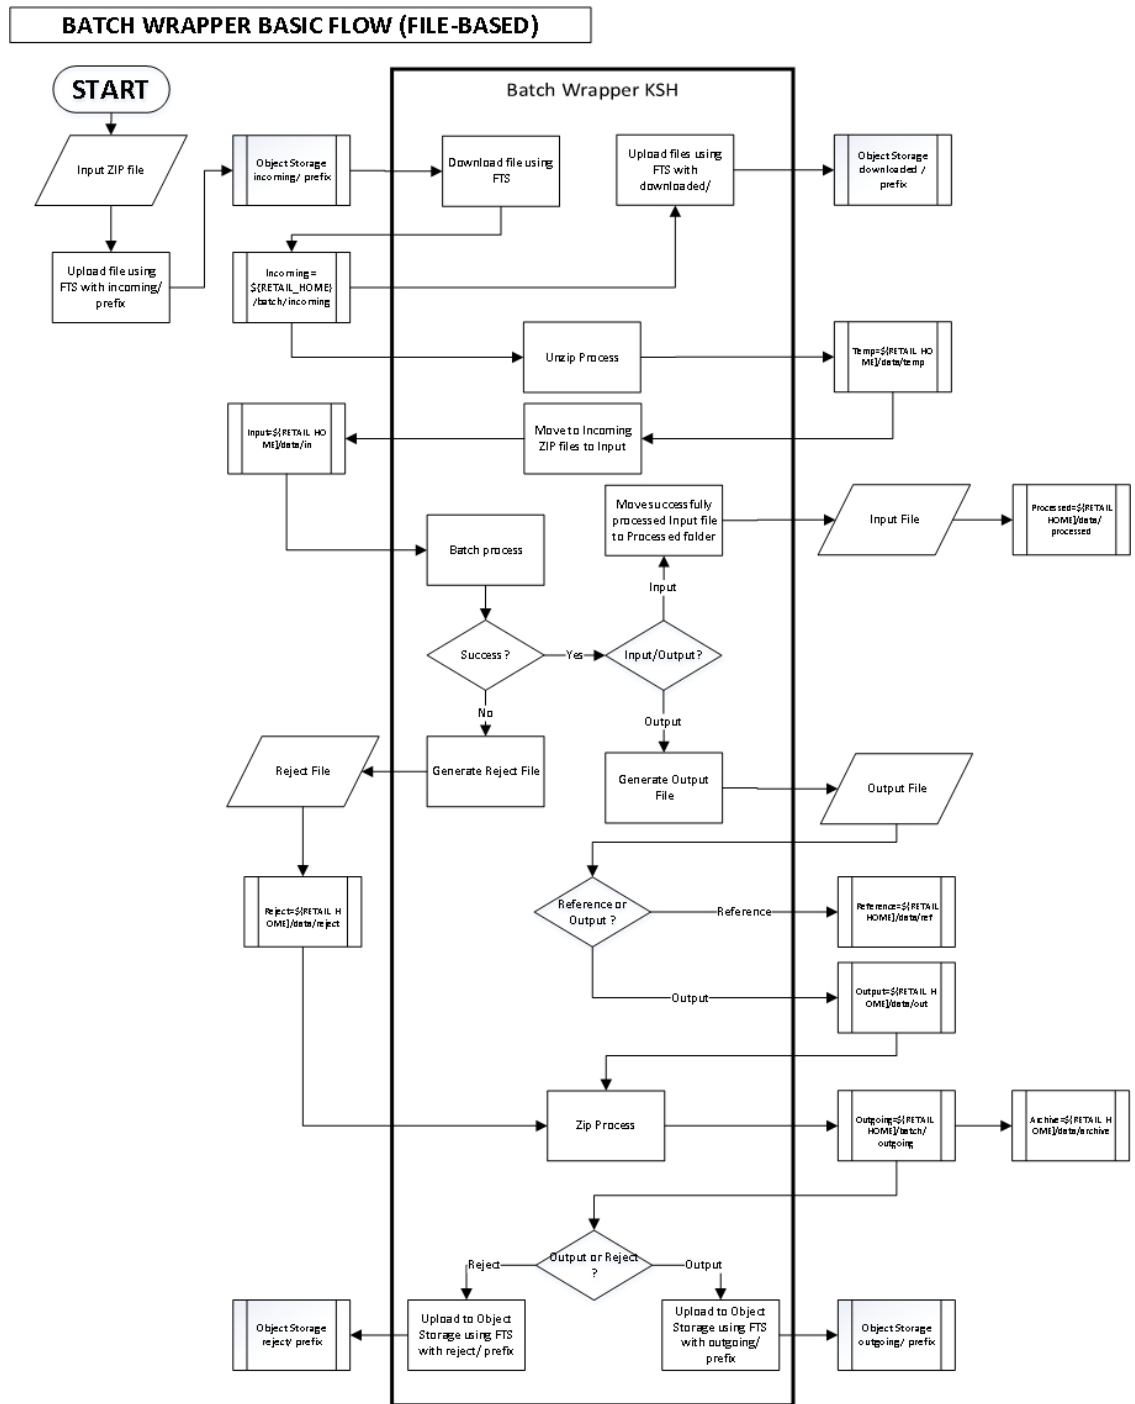 BATCH WRAPPER BASIC FLOW (FILE-BASED)
START
Batch Wrapper KSH
Input ZIP file
Object Storage
incoming/ prefix
Download file using
FTS
Upload files using
FTS with
downloaded/
Object Storage
downloaded /
prefix
Upload file using
FTS with incoming/
prefix
Incoming=
${RETAIL_HOME}
/batch/incoming
Unzip Process
Temp=${RETAIL_HO
ME}/data/temp
Input=${RETAIL_HO
ME}/data/in
Move to Incoming
ZIP files to Input
Move successfully
processed Input file
to Processed folder
Input File
Processed=${RETAIL_
HOME}/data/
processed
Batch process
Input
Success ?
Yes
Input/Output?
No
Output
Reject File
Generate Reject File
Generate Output
File
Output File
Reject=${RETAIL_H
OME}/data/reject
Reference or
Output ?
Reference
Reference=${RETAIL_
HOME}/data/ref
Output
Output=${RETAIL_H
OME}/data/out
Zip Process
Outgoing=${RETAIL_
HOME}/batch/
outgoing
Archive=${RETAIL_H
OME}/data/archive
Output or Reject
?
Reject
Output
Object Storage
reject/ prefix
Upload to Object
Storage using FTS
with reject/ prefix
Upload to Object
Storage using FTS
with outgoing/
prefix
Object Storage
outgoing/ prefix